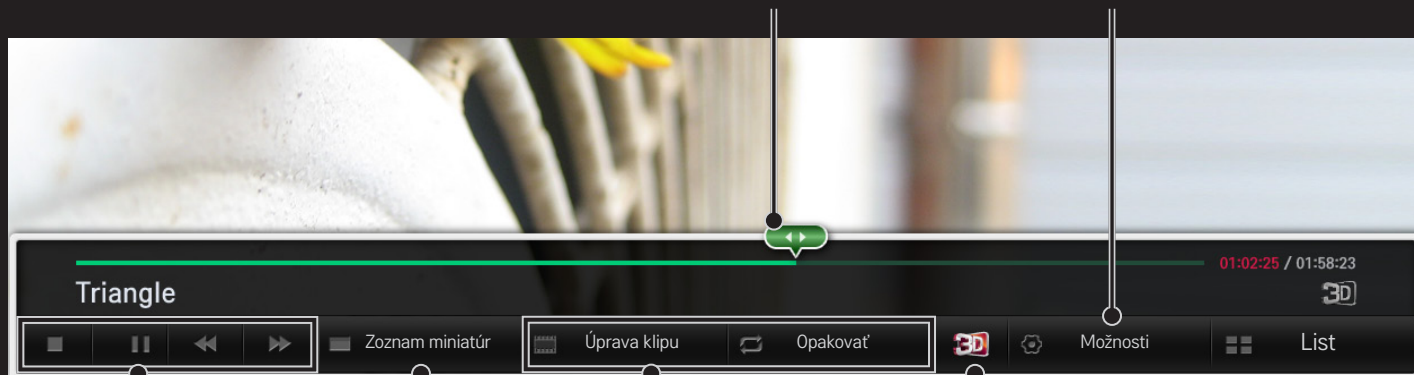 01:02:25 / 01:58:23
Triangle 3D
Zoznam miniatúr Úprava klipu Opakovať 3D Možnosti List